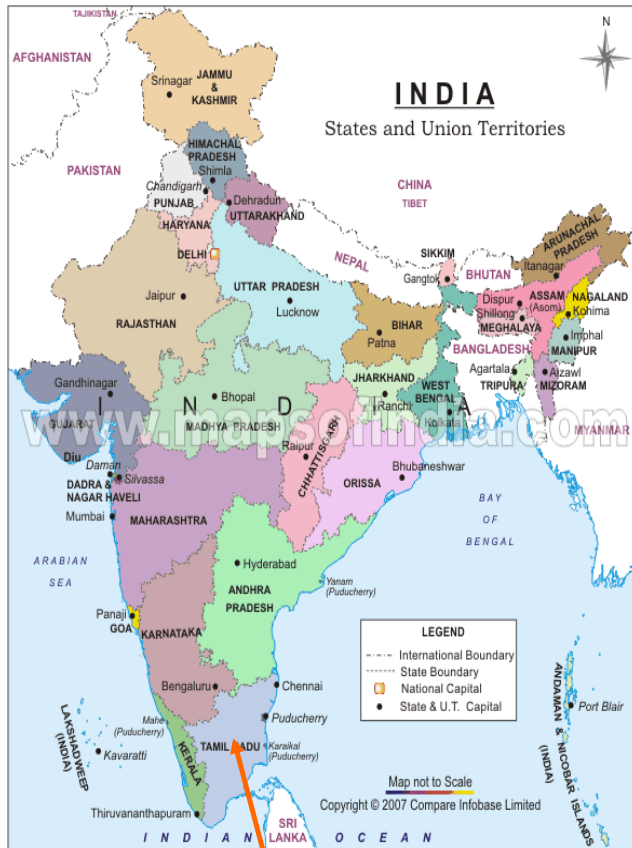 TAJIKISTAN
N
AFGHANISTAN
JAMMU
&
KASHMIR
Srinagar
INDIA
States and Union Territories
HIMACHAL
PRADESH
Shimla
PAKISTAN
Chandigarh
PUNJAB
Dehradun
UTTARAKHAND
CHINA
TIBET
HARYANA
DELHI
NEPAL
SIKKIM
Gangtok
BHUTAN
ARUNACHAL
PRADESH
Itanagar
Jaipur
RAJASTHAN
UTTAR PRADESH
Lucknow
BIHAR
Patna
Dispur
ASSAM
(Asom)
NAGALAND
Kohima
Shillong
MEGHALAYA
Imphal
MANIPUR
BANGLADESH
Agartala
TRIPURA
Aizawl
MIZORAM
MYANMAR
Gandhinagar
GUJARAT
I N D I A
Bhopal
MADHYA PRADESH
JHARKHAND
Ranchi
WEST
BENGAL
Kolkata
www.mapsofindia.com
Diu
Daman
Silvassa
DADRA &
NAGAR HAVELI
Raipur
CHHATTISGARH
Bhubaneshwar
ORISSA
Mumbai
MAHARASHTRA
BAY
OF
BENGAL
ARABIAN
SEA
Hyderabad
ANDHRA
PRADESH
Yanam
(Puducherry)
Panaji
GOA
KARNATAKA
LEGEND
International Boundary
State Boundary
National Capital
State & U.T. Capital
Bengaluru
Chennai
Mahe
(Puducherry)
Puducherry
LAKSHADWEEP
(INDIA)
Kavaratti
KERALA
TAMIL NADU
Karaikal
(Puducherry)
ANDAMAN & NICOBAR ISLANDS
(INDIA)
Port Blair
Map not to Scale
Copyright © 2007 Compare Infobase Limited
Thiruvananthapuram
SRI
LANKA
INDIAN OCEAN